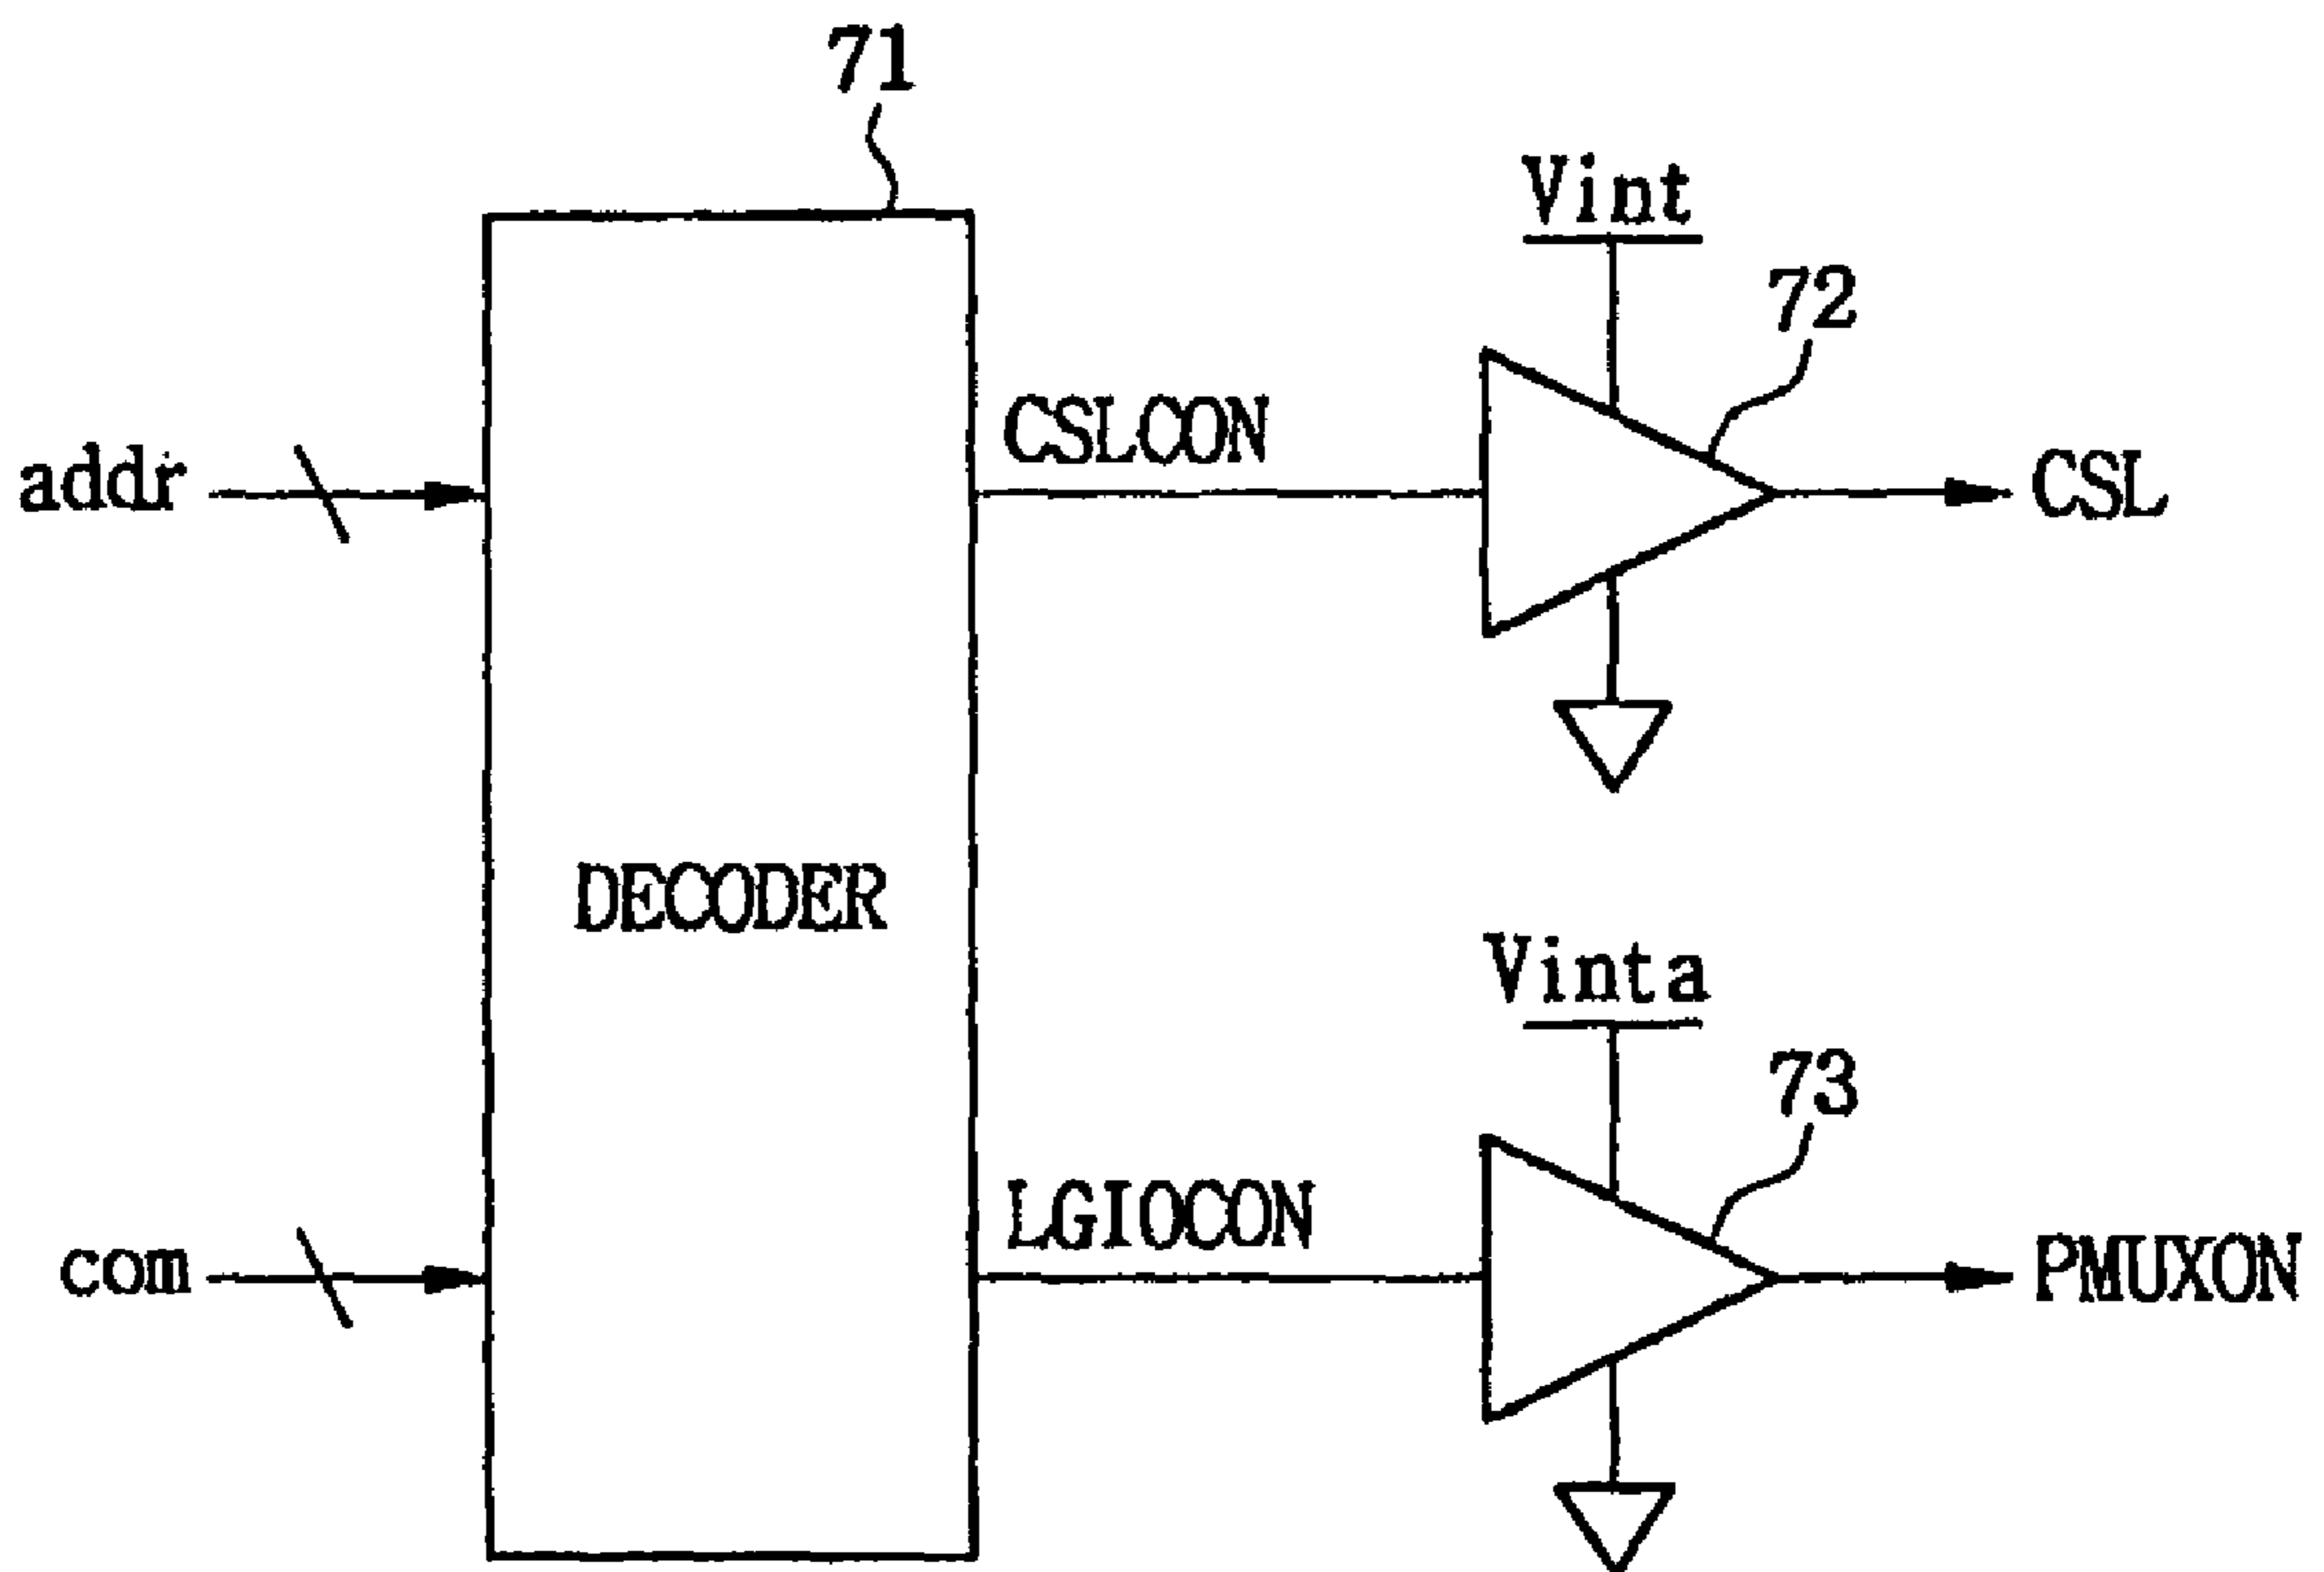 71
Vint
72
CSLCON
addr
CSL
DECODER
Vinta
73
LGIOCON
com
PMUXON